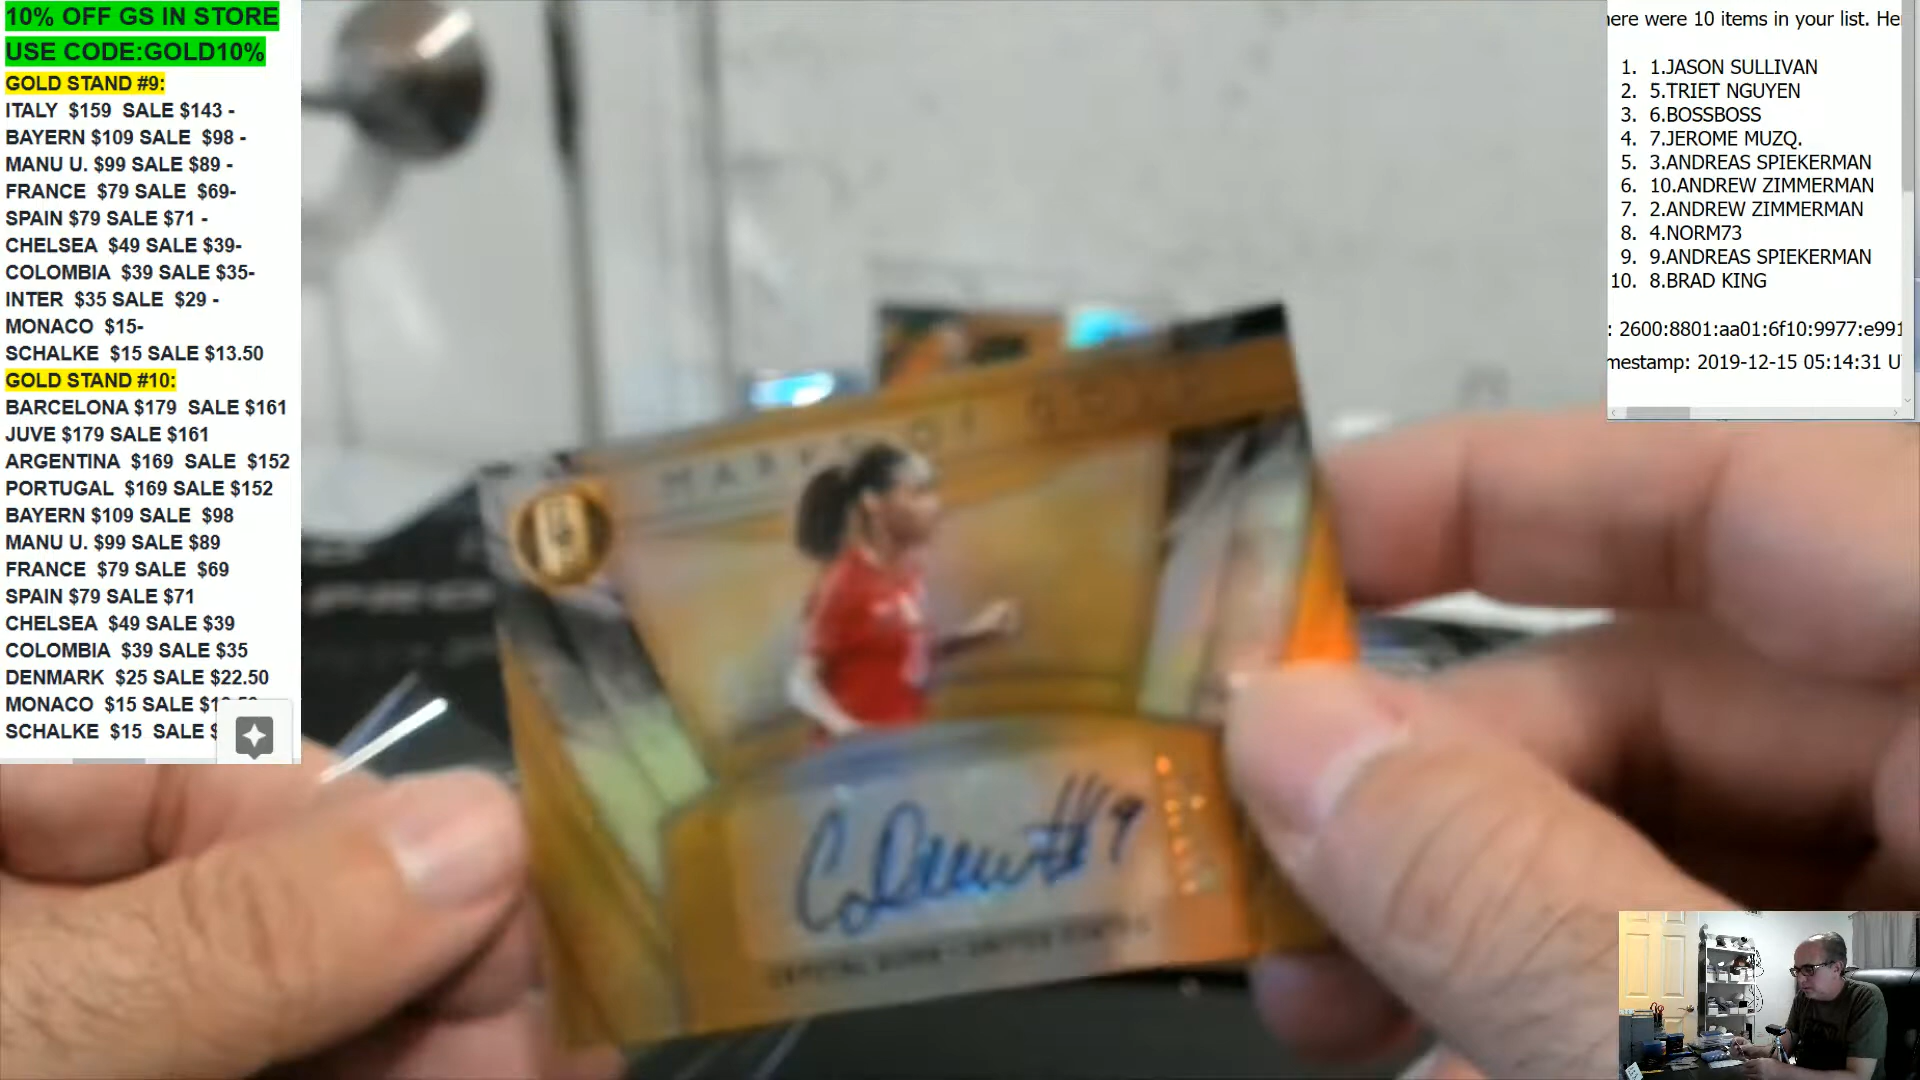 10% OFF GS IN STORE
USE CODE:GOLD10%
GOLD STAND #9:
ITALY $159 SALE $143 -
BAYERN $109 SALE $98 -
MANU U. $99 SALE $89 -
FRANCE $79 SALE $69-
SPAIN $79 SALE $71 -
CHELSEA $49 SALE $39-
COLOMBIA $39 SALE $35-
INTER $35 SALE $29 -
MONACO $15-
SCHALKE $15 SALE $13.50
GOLD STAND #10:
BARCELONA $179 SALE $161
JUVE $179 SALE $161
ARGENTINA $169 SALE $152
PORTUGAL $169 SALE $152
BAYERN $109 SALE $98
MANU U. $99 SALE $89
FRANCE $79 SALE $69
SPAIN $79 SALE $71
CHELSEA $49 SALE $39
COLOMBIA $39 SALE $35
DENMARK $25 SALE $22.50
MONACO $15 SALE
SCHALKE $15 SALE $
ere were 10 items in your list. He
1. 1.JASON SULLIVAN
2. 5.TRIET NGUYEN
3. 6.BOSSBOSS
4. 7.JEROME MUZQ.
5. 3.ANDREAS SPIEKERMAN
6. 10.ANDREW ZIMMERMAN
7. 2.ANDREW ZIMMERMAN
8. 4.NORM73
9. 9.ANDREAS SPIEKERMAN
10. 8.BRAD KING
: 2600:8801:aa01:6f10:9977:e991
mestamp: 2019-12-15 05:14:31 U
MARKS OF GOLD
CRYSTAL DUNN - UNITED STATES